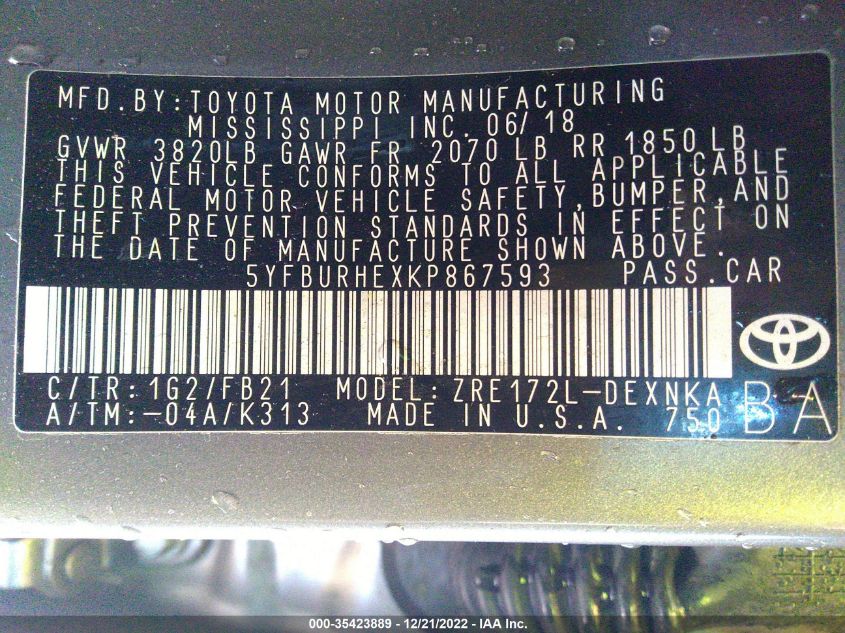 MFD.BY:TOYOTA MOTOR MANUFACTURING
MISSISSIPPI INC. 06/18
GVWR 3820LB GAWR FR 2070 LB RR 1850 LB
THIS VEHICLE CONFORMS TO ALL APPLICABLE
FEDERAL MOTOR VEHICLE SAFETY,BUMPER,AND
THEFT PREVENTION STANDARDS IN EFFECT ON
THE DATE OF MANUFACTURE SHOWN ABOVE.
5YFBURHEXKP867593 PASS.CAR
C/TR:1G2/FB21 MODEL:ZRE172L-DEXNKA
A/TM:-04A/K313 MADE IN U.S.A. 750 BA
000-35423889 - 12/21/2022 - IAA Inc.